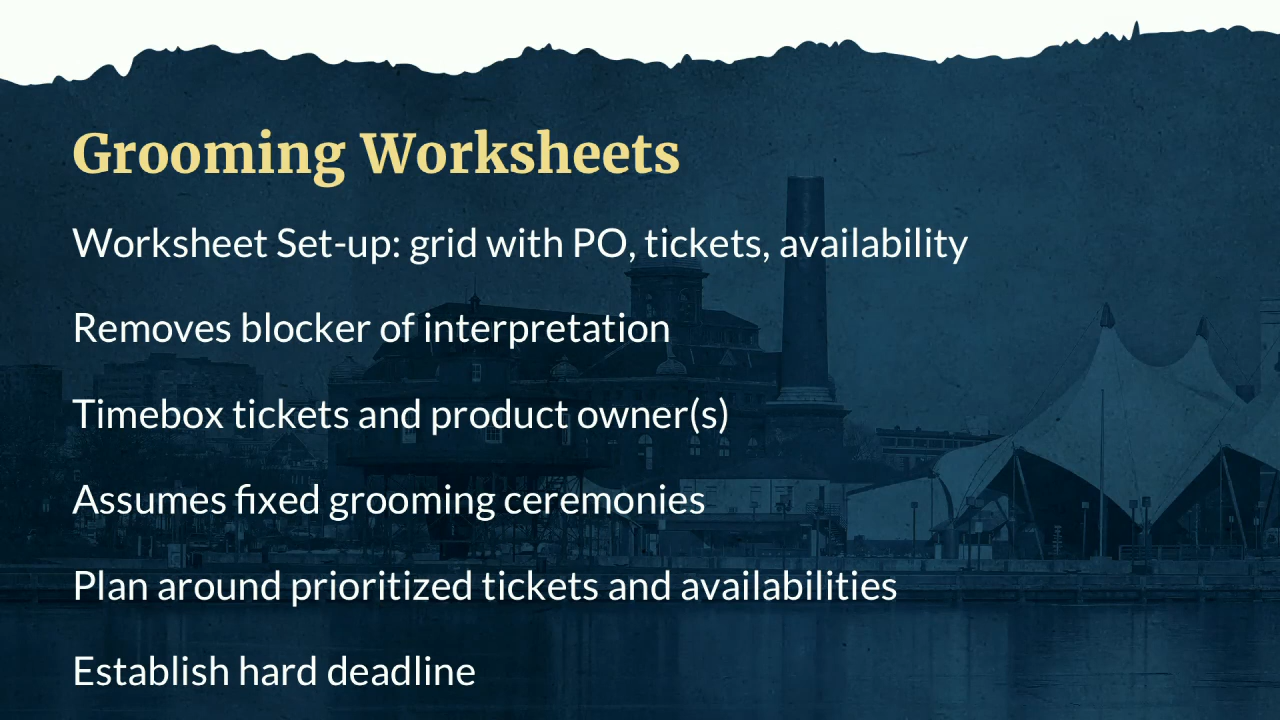 Grooming Worksheets
Worksheet Set-up: grid with PO, tickets, availability
Removes blocker of interpretation
Timebox tickets and product owner(s)
Assumes fixed grooming ceremonies
Plan around prioritized tickets and availabilities
Establish hard deadline